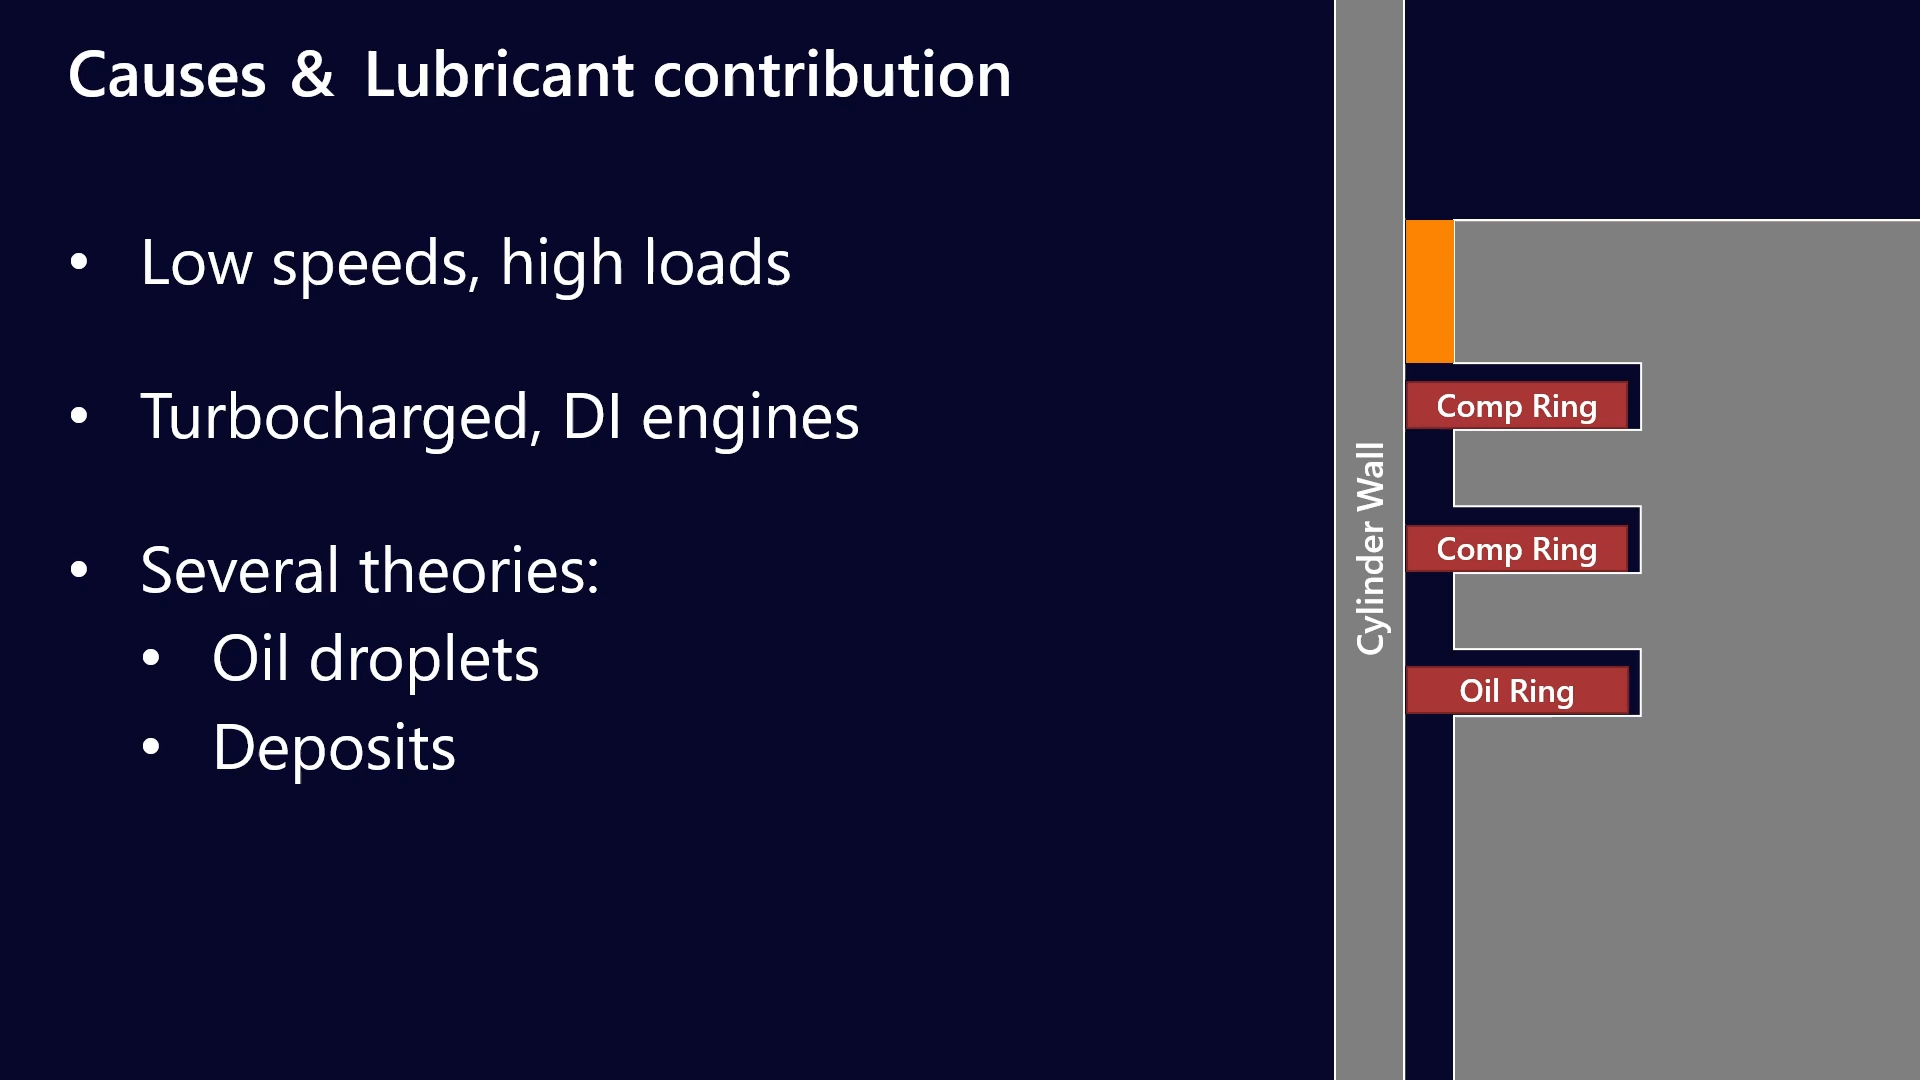 Causes & Lubricant contribution
• Low speeds, high loads
• Turbocharged, DI engines
• Several theories:
• Oil droplets
• Deposits
Cylinder Wall
Comp Ring
Comp Ring
Oil Ring